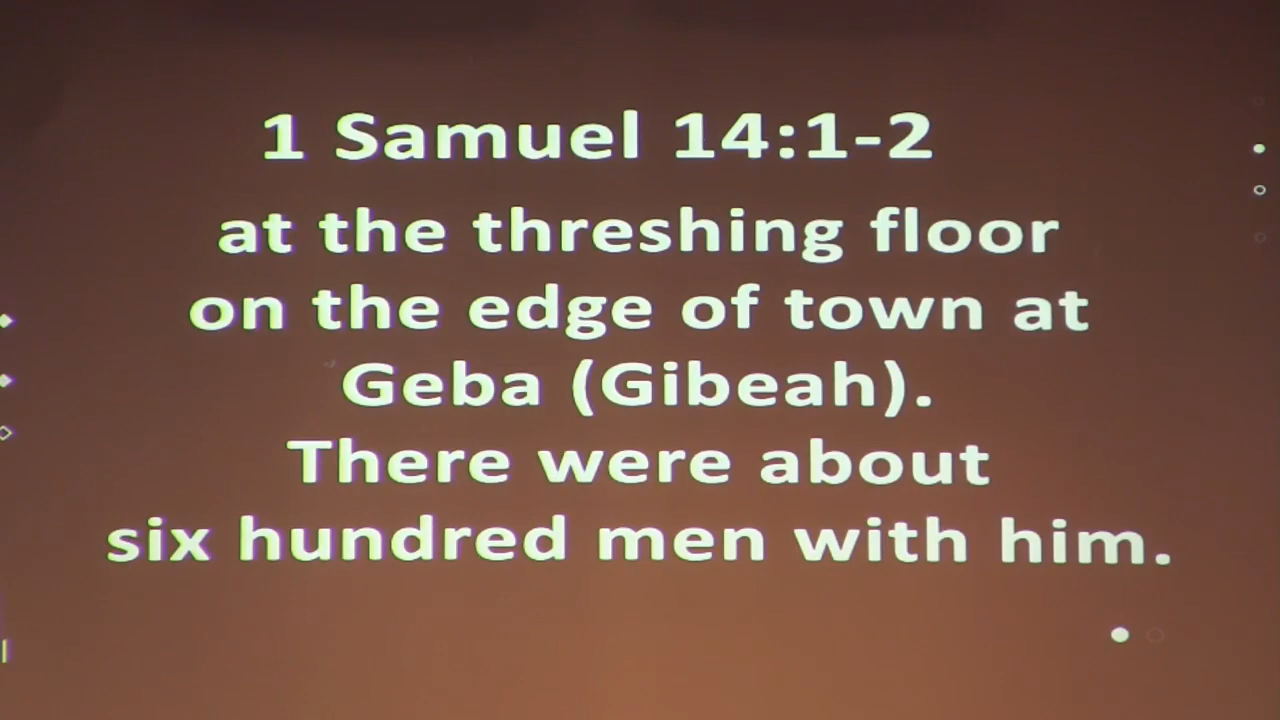 1 Samuel 14:1-2
at the threshing floor
on the edge of town at
Geba (Gibeah).
There were about
six hundred men with him.